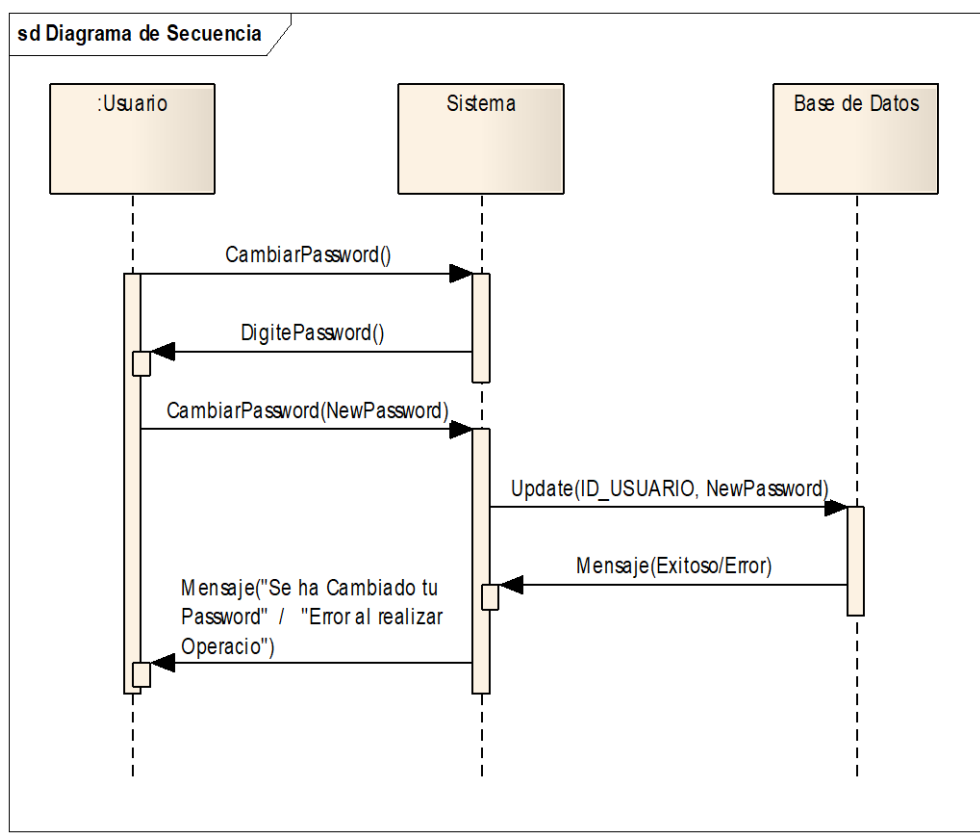 sd Diagrama de Secuencia
:Usuario
Sistema
Base de Datos
CambiarPassword()
DigitePassword()
CambiarPassword(NewPassword)
Update(ID_USUARIO, NewPassword)
Mensaje(Exitoso/Error)
Mensaje("Se ha Cambiado tu
Password" / "Error al realizar
Operacio")